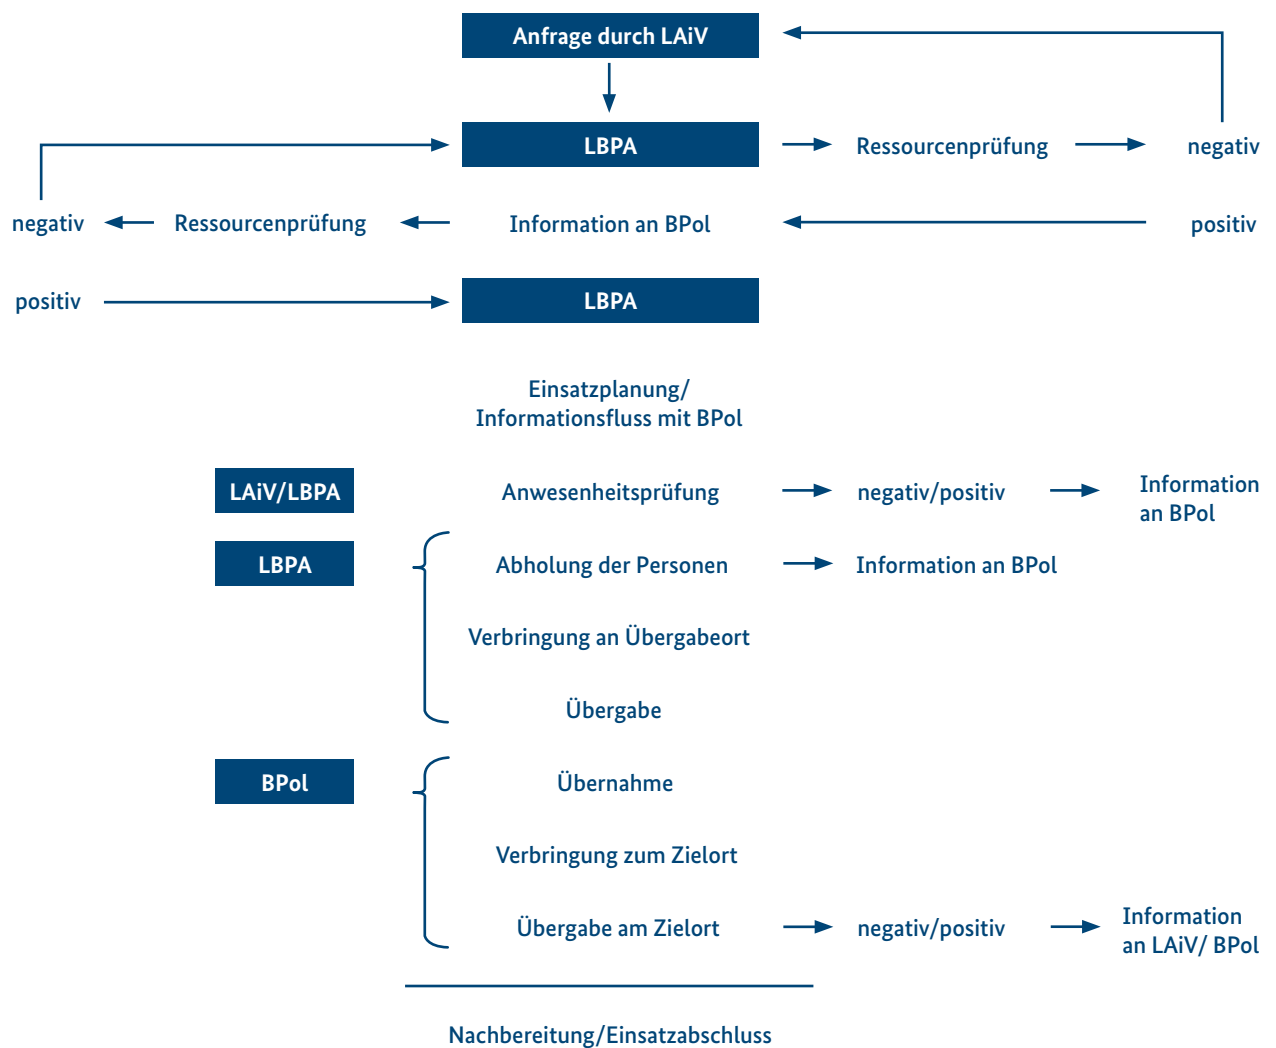 Anfrage durch LAiV
LBPA
Ressourcenprüfung
negativ
negativ
Ressourcenprüfung
Information an BPol
positiv
positiv
LBPA
Einsatzplanung/
Informationsfluss mit BPol
LAiV/LBPA
Anwesenheitsprüfung
negativ/positiv
Information
an BPol
LBPA
Abholung der Personen
Information an BPol
Verbringung an Übergabeort
Übergabe
BPol
Übernahme
Verbringung zum Zielort
Übergabe am Zielort
negativ/positiv
Information
an LAiV/ BPol
Nachbereitung/Einsatzabschluss